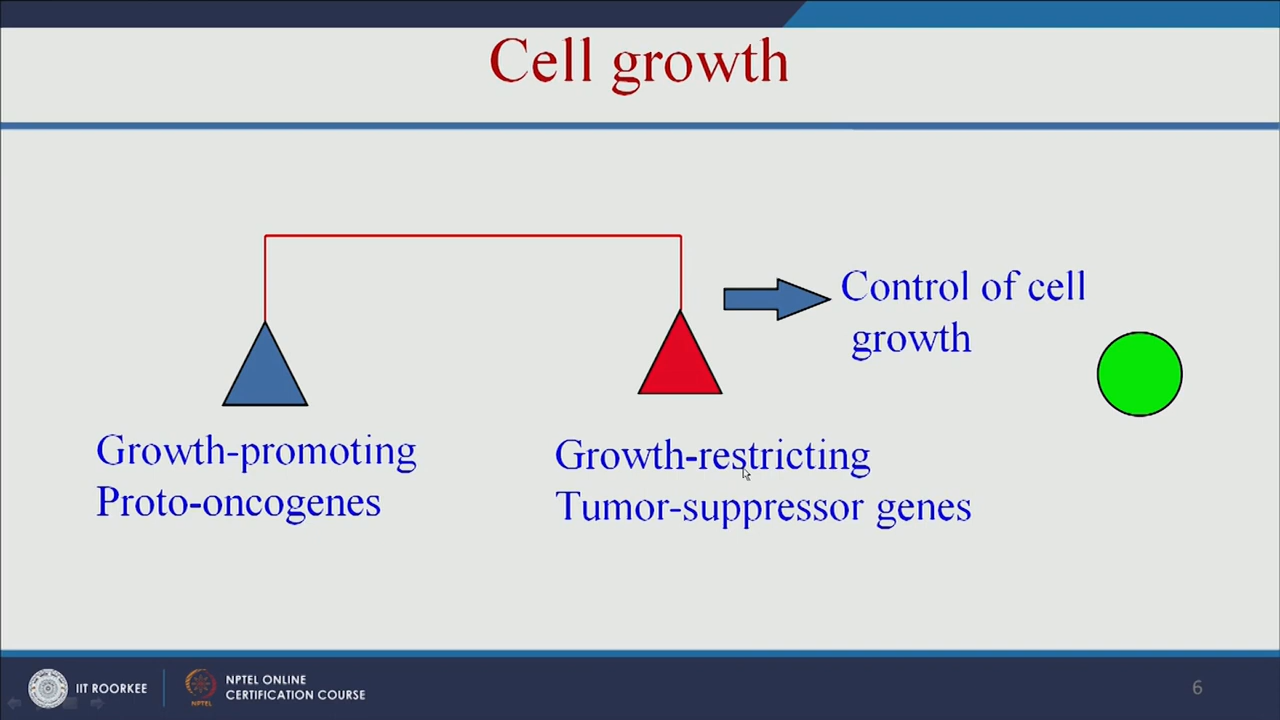 Cell growth
Control of cell
growth
Growth-promoting
Proto-oncogenes
Growth-restricting
Tumor-suppressor genes
IIT ROORKEE
NPTEL
NPTEL ONLINE
CERTIFICATION COURSE
6